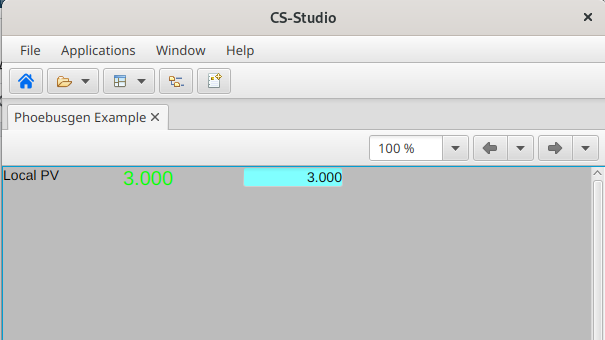 CS-Studio
File Applications Window Help
Phoebusgen Example
100 %
Local PV 3.000 3.000